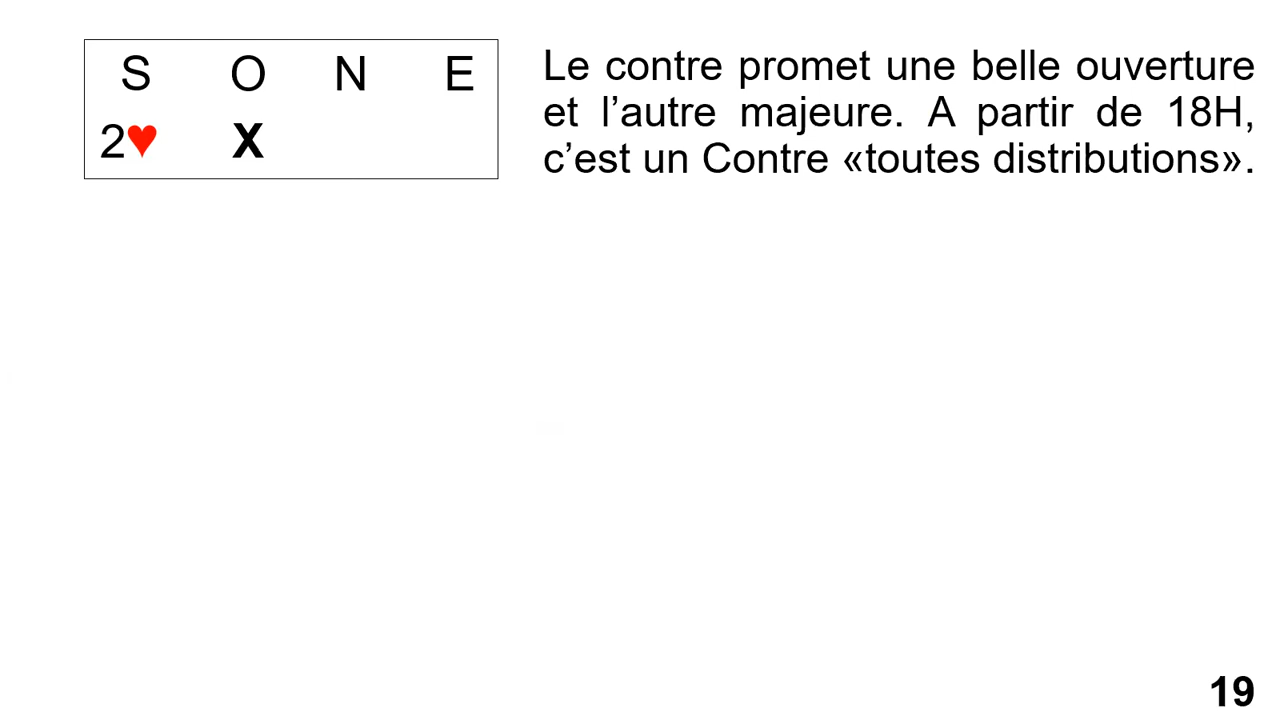 S O N E
2♥ X
Le contre promet une belle ouverture
et l’autre majeure. A partir de 18H,
c’est un Contre «toutes distributions».
19